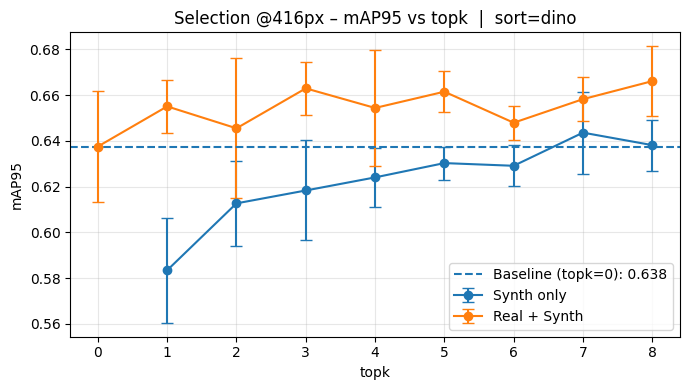 Selection @416px – mAP95 vs topk | sort=dino
mAP95
0.68
0.66
0.64
0.62
0.60
0.58
0.56
0 1 2 3 4 5 6 7 8
topk
Baseline (topk=0): 0.638
Synth only
Real + Synth